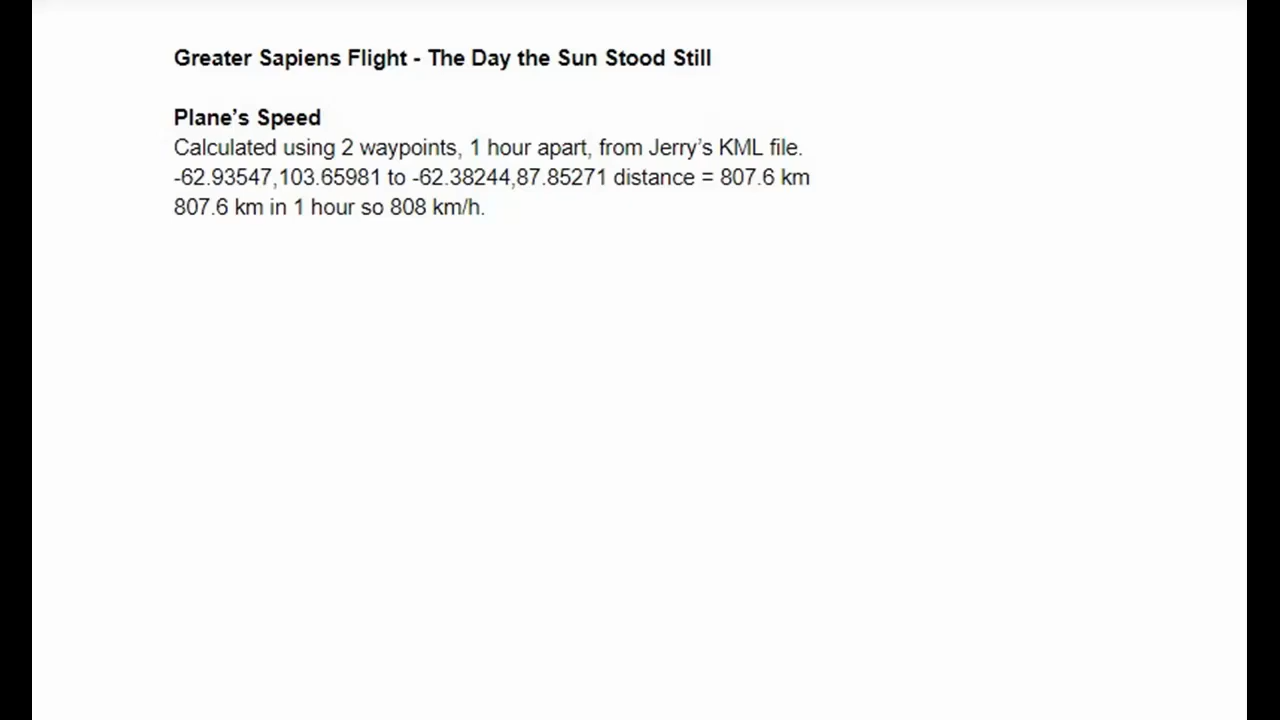 Greater Sapiens Flight - The Day the Sun Stood Still
Plane’s Speed
Calculated using 2 waypoints, 1 hour apart, from Jerry’s KML file.
-62.93547,103.65981 to -62.38244,87.85271 distance = 807.6 km
807.6 km in 1 hour so 808 km/h.